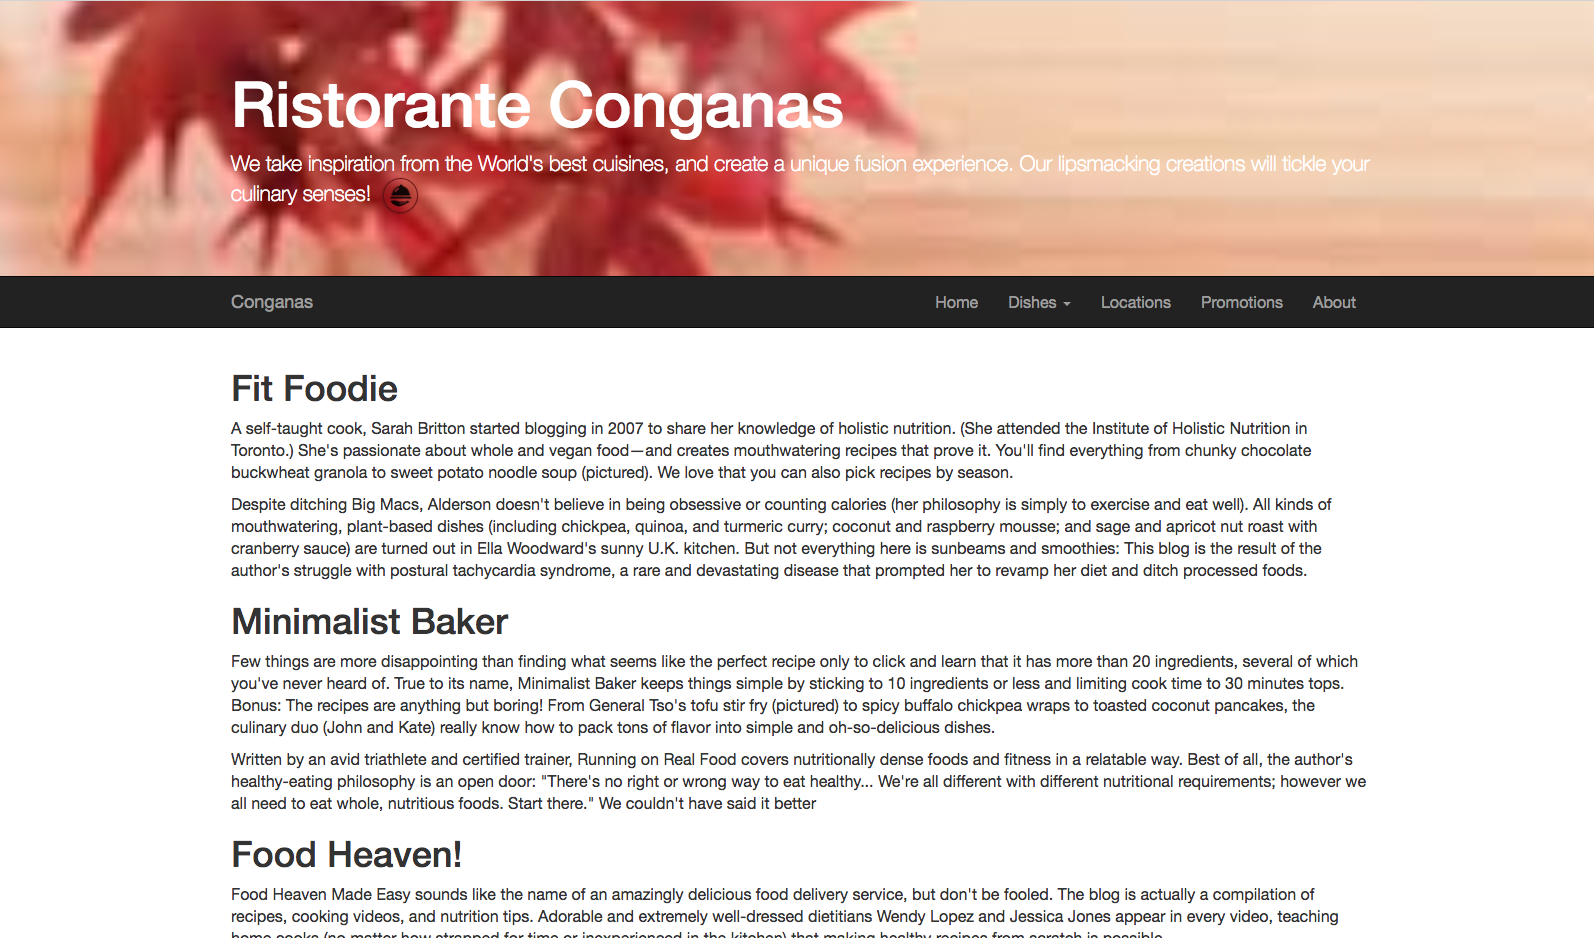 Ristorante Conganas
We take inspiration from the World's best cuisines, and create a unique fusion experience. Our lipsmacking creations will tickle your
culinary senses!
Conganas
Home
Dishes
Locations
Promotions
About
Fit Foodie
A self-taught cook, Sarah Britton started blogging in 2007 to share her knowledge of holistic nutrition. (She attended the Institute of Holistic Nutrition in
Toronto.) She's passionate about whole and vegan food—and creates mouthwatering recipes that prove it. You'll find everything from chunky chocolate
buckwheat granola to sweet potato noodle soup (pictured). We love that you can also pick recipes by season.
Despite ditching Big Macs, Alderson doesn't believe in being obsessive or counting calories (her philosophy is simply to exercise and eat well). All kinds of
mouthwatering, plant-based dishes (including chickpea, quinoa, and turmeric curry; coconut and raspberry mousse; and sage and apricot nut roast with
cranberry sauce) are turned out in Ella Woodward's sunny U.K. kitchen. But not everything here is sunbeams and smoothies: This blog is the result of the
author's struggle with postural tachycardia syndrome, a rare and devastating disease that prompted her to revamp her diet and ditch processed foods.
Minimalist Baker
Few things are more disappointing than finding what seems like the perfect recipe only to click and learn that it has more than 20 ingredients, several of which
you've never heard of. True to its name, Minimalist Baker keeps things simple by sticking to 10 ingredients or less and limiting cook time to 30 minutes tops.
Bonus: The recipes are anything but boring! From General Tso's tofu stir fry (pictured) to spicy buffalo chickpea wraps to toasted coconut pancakes, the
culinary duo (John and Kate) really know how to pack tons of flavor into simple and oh-so-delicious dishes.
Written by an avid triathlete and certified trainer, Running on Real Food covers nutritionally dense foods and fitness in a relatable way. Best of all, the author's
healthy-eating philosophy is an open door: "There's no right or wrong way to eat healthy... We're all different with different nutritional requirements; however we
all need to eat whole, nutritious foods. Start there." We couldn't have said it better
Food Heaven!
Food Heaven Made Easy sounds like the name of an amazingly delicious food delivery service, but don't be fooled. The blog is actually a compilation of
recipes, cooking videos, and nutrition tips. Adorable and extremely well-dressed dietitians Wendy Lopez and Jessica Jones appear in every video, teaching
home cooks (no matter how strapped for time or inexperienced in the kitchen) that making healthy recipes from scratch is possible.